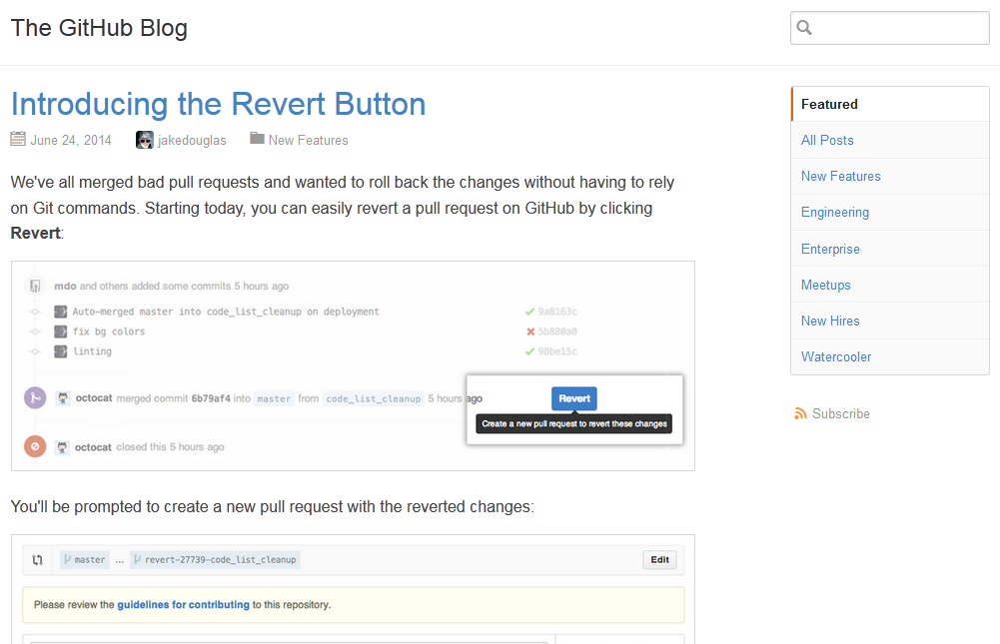 The GitHub Blog
Introducing the Revert Button
June 24, 2014 jakedouglas New Features
We've all merged bad pull requests and wanted to roll back the changes without having to rely
on Git commands. Starting today, you can easily revert a pull request on GitHub by clicking
Revert:
mdo and others added some commits 5 hours ago
Auto-merged master into code_list_cleanup on deployment 9a8163c
fix bg colors 5b880a0
linting 98be15c
octocat merged commit 6b79af4 into master from code_list_cleanup 5 hours ago
Revert
Create a new pull request to revert these changes
octocat closed this 5 hours ago
You'll be prompted to create a new pull request with the reverted changes:
master ... revert-27739-code_list_cleanup Edit
Please review the guidelines for contributing to this repository.
Featured
All Posts
New Features
Engineering
Enterprise
Meetups
New Hires
Watercooler
Subscribe